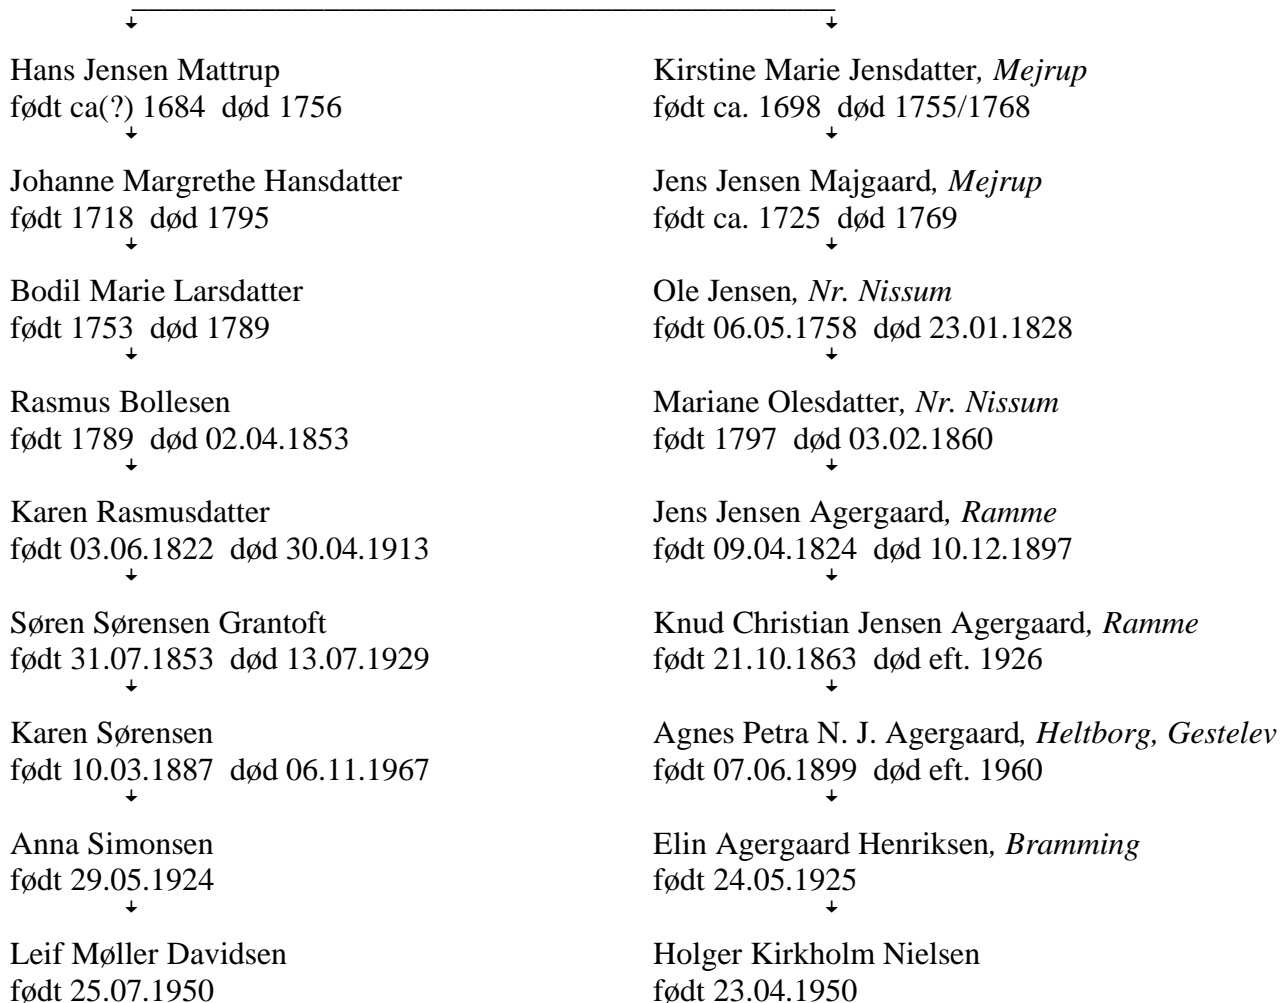 Hans Jensen Mattrup
født ca(?) 1684  død 1756
Johanne Margrethe Hansdatter
født 1718  død 1795
Bodil Marie Larsdatter
født 1753  død 1789
Rasmus Bollesen
født 1789  død 02.04.1853
Karen Rasmusdatter
født 03.06.1822  død 30.04.1913
Søren Sørensen Grantoft
født 31.07.1853  død 13.07.1929
Karen Sørensen
født 10.03.1887  død 06.11.1967
Anna Simonsen
født 29.05.1924
Leif Møller Davidsen
født 25.07.1950
Kirstine Marie Jensdatter, Mejrup
født ca. 1698  død 1755/1768
Jens Jensen Majgaard, Mejrup
født ca. 1725  død 1769
Ole Jensen, Nr. Nissum
født 06.05.1758  død 23.01.1828
Mariane Olesdatter, Nr. Nissum
født 1797  død 03.02.1860
Jens Jensen Agergaard, Ramme
født 09.04.1824  død 10.12.1897
Knud Christian Jensen Agergaard, Ramme
født 21.10.1863  død eft. 1926
Agnes Petra N. J. Agergaard, Heltborg, Gestelev
født 07.06.1899  død eft. 1960
Elin Agergaard Henriksen, Bramming
født 24.05.1925
Holger Kirkholm Nielsen
født 23.04.1950